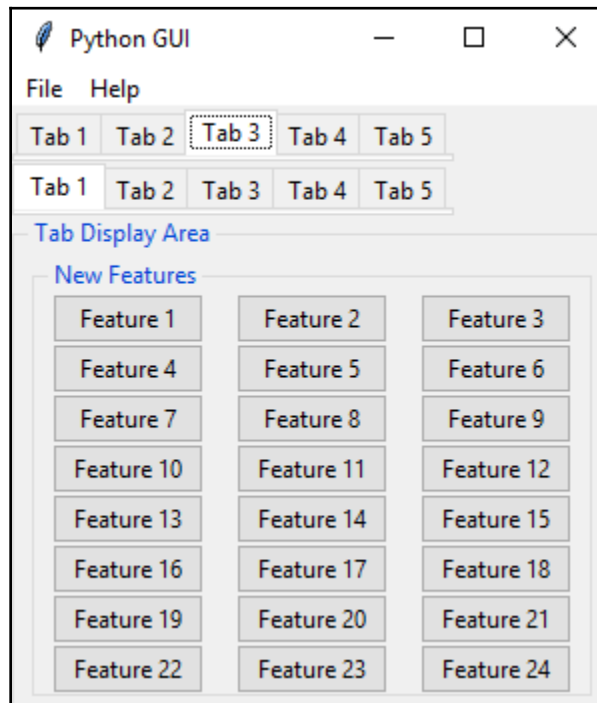 Python GUI
File Help
Tab 1 Tab 2 Tab 3 Tab 4 Tab 5
Tab 1 Tab 2 Tab 3 Tab 4 Tab 5
Tab Display Area
New Features
Feature 1 Feature 2 Feature 3
Feature 4 Feature 5 Feature 6
Feature 7 Feature 8 Feature 9
Feature 10 Feature 11 Feature 12
Feature 13 Feature 14 Feature 15
Feature 16 Feature 17 Feature 18
Feature 19 Feature 20 Feature 21
Feature 22 Feature 23 Feature 24